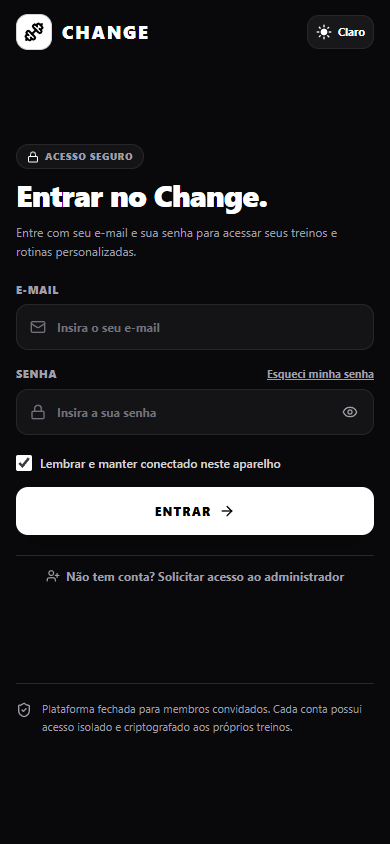 CHANGE
Claro
ACESSO SEGURO
Entrar no Change.
Entre com seu e-mail e sua senha para acessar seus treinos e
rotinas personalizadas.
E-MAIL
Insira o seu e-mail
SENHA
Esqueci minha senha
Insira a sua senha
Lembrar e manter conectado neste aparelho
ENTRAR
Não tem conta? Solicitar acesso ao administrador
Plataforma fechada para membros convidados. Cada conta possui
acesso isolado e criptografado aos próprios treinos.